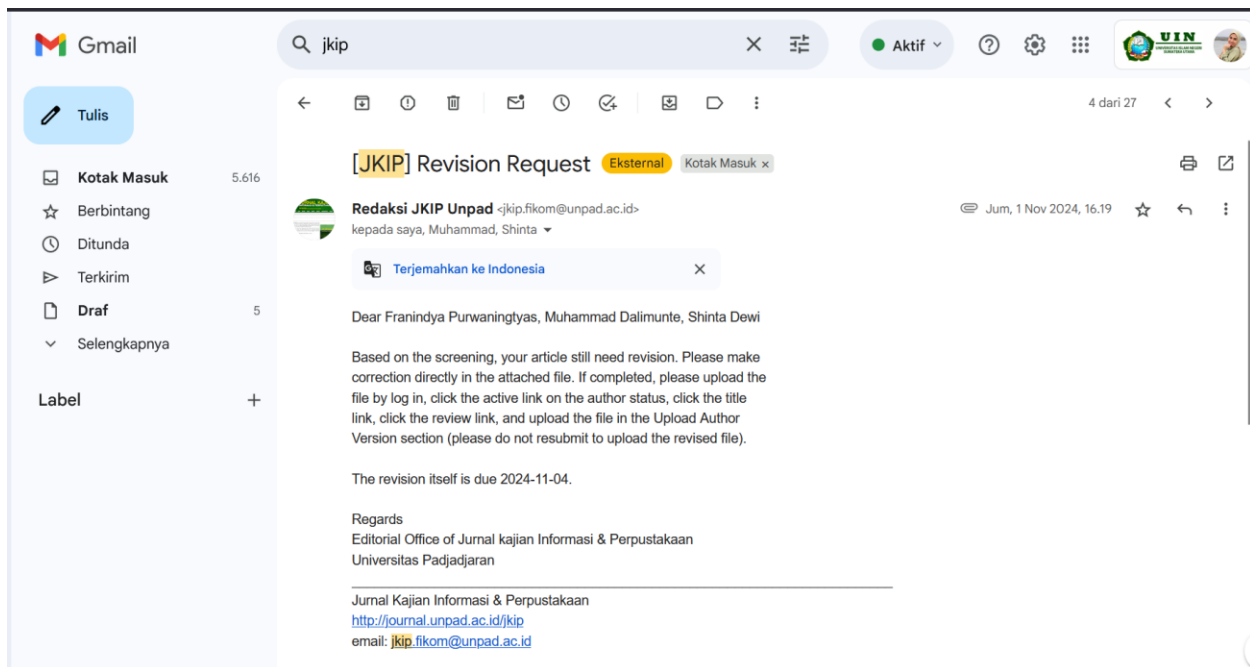 Gmail
jkip
Aktif
UIN
UNIVERSITAS ISLAM NEGERI
SUMATERA UTARA
Tulis
4 dari 27
Kotak Masuk 5.616
Berbintang
Ditunda
Terkirim
Draf 5
Selengkapnya
Label
[JKIP] Revision Request Eksternal Kotak Masuk x
Redaksi JKIP Unpad <jkip.fikom@unpad.ac.id> Jum, 1 Nov 2024, 16.19
kepada saya, Muhammad, Shinta
Terjemahkan ke Indonesia
Dear Franindya Purwaningtyas, Muhammad Dalimunte, Shinta Dewi
Based on the screening, your article still need revision. Please make
correction directly in the attached file. If completed, please upload the
file by log in, click the active link on the author status, click the title
link, click the review link, and upload the file in the Upload Author
Version section (please do not resubmit to upload the revised file).
The revision itself is due 2024-11-04.
Regards
Editorial Office of Jurnal kajian Informasi & Perpustakaan
Universitas Padjadjaran
Jurnal Kajian Informasi & Perpustakaan
http://journal.unpad.ac.id/jkip
email: jkip.fikom@unpad.ac.id